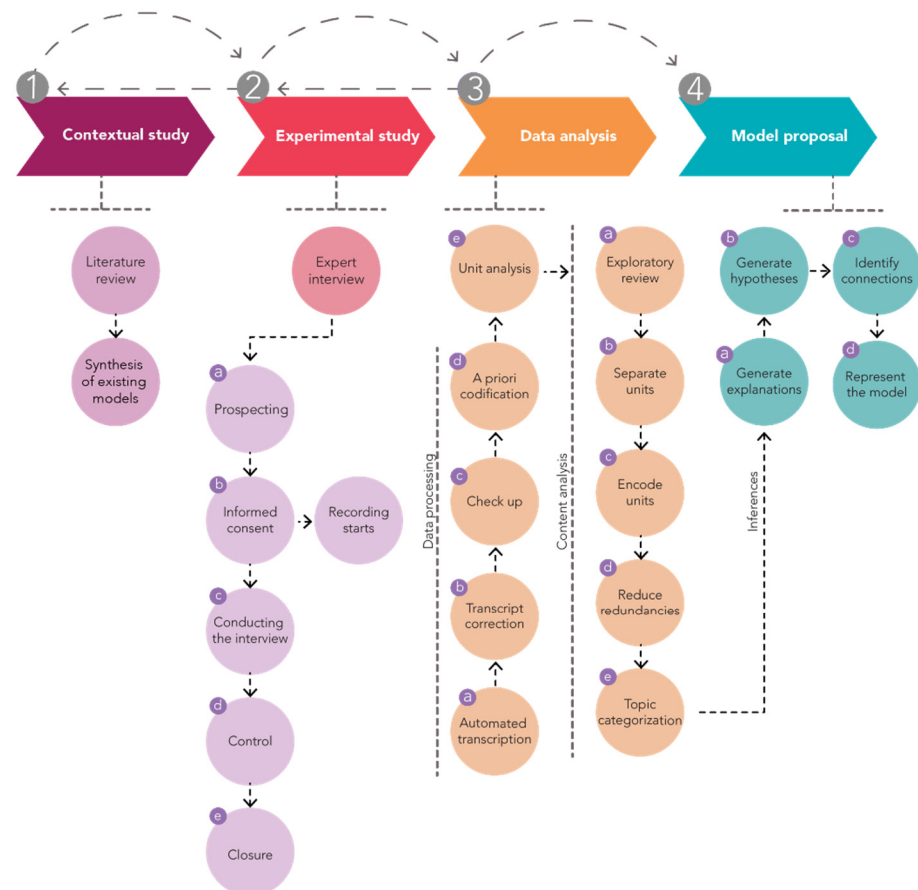 1
2
3
4
Contextual study
Experimental study
Data analysis
Model proposal
Literature
review
Synthesis
of existing
models
Expert
interview
a
Prospecting
b
Informed
consent
Recording
starts
c
Conducting
the interview
d
Control
e
Closure
Data processing
e
Unit analysis
d
A priori
codification
c
Check up
b
Transcript
correction
a
Automated
transcription
Content analysis
a
Exploratory
review
b
Separate
units
c
Encode
units
d
Reduce
redundancies
e
Topic
categorization
Inferences
b
Generate
hypotheses
a
Generate
explanations
c
Identify
connections
d
Represent
the model